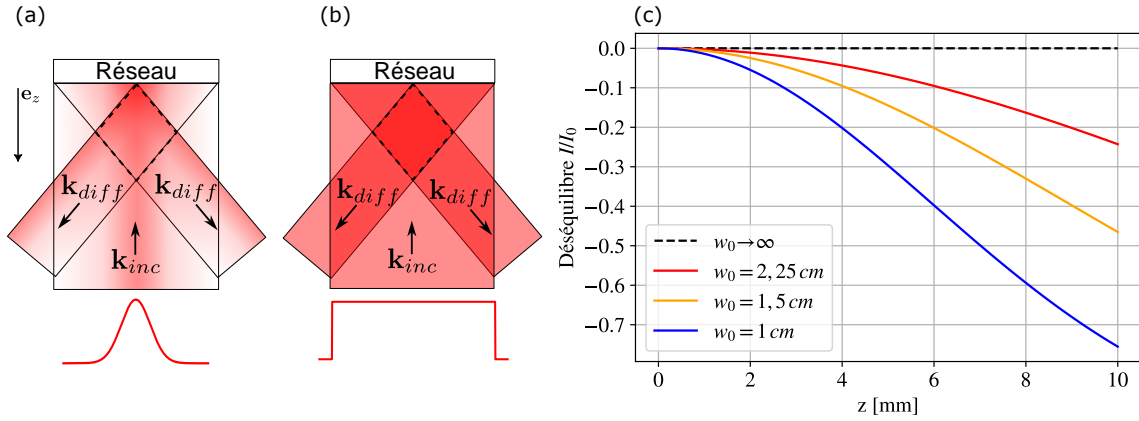 (a)
Réseau
e_z
k_diff
k_diff
k_inc
(b)
Réseau
k_diff
k_diff
k_inc
(c)
Déséquilibre I/I_0
0.0
−0.1
−0.2
−0.3
−0.4
−0.5
−0.6
−0.7
w_0→∞
w_0 = 2, 25 cm
w_0 = 1, 5 cm
w_0 = 1 cm
0
2
4
6
8
10
z [mm]